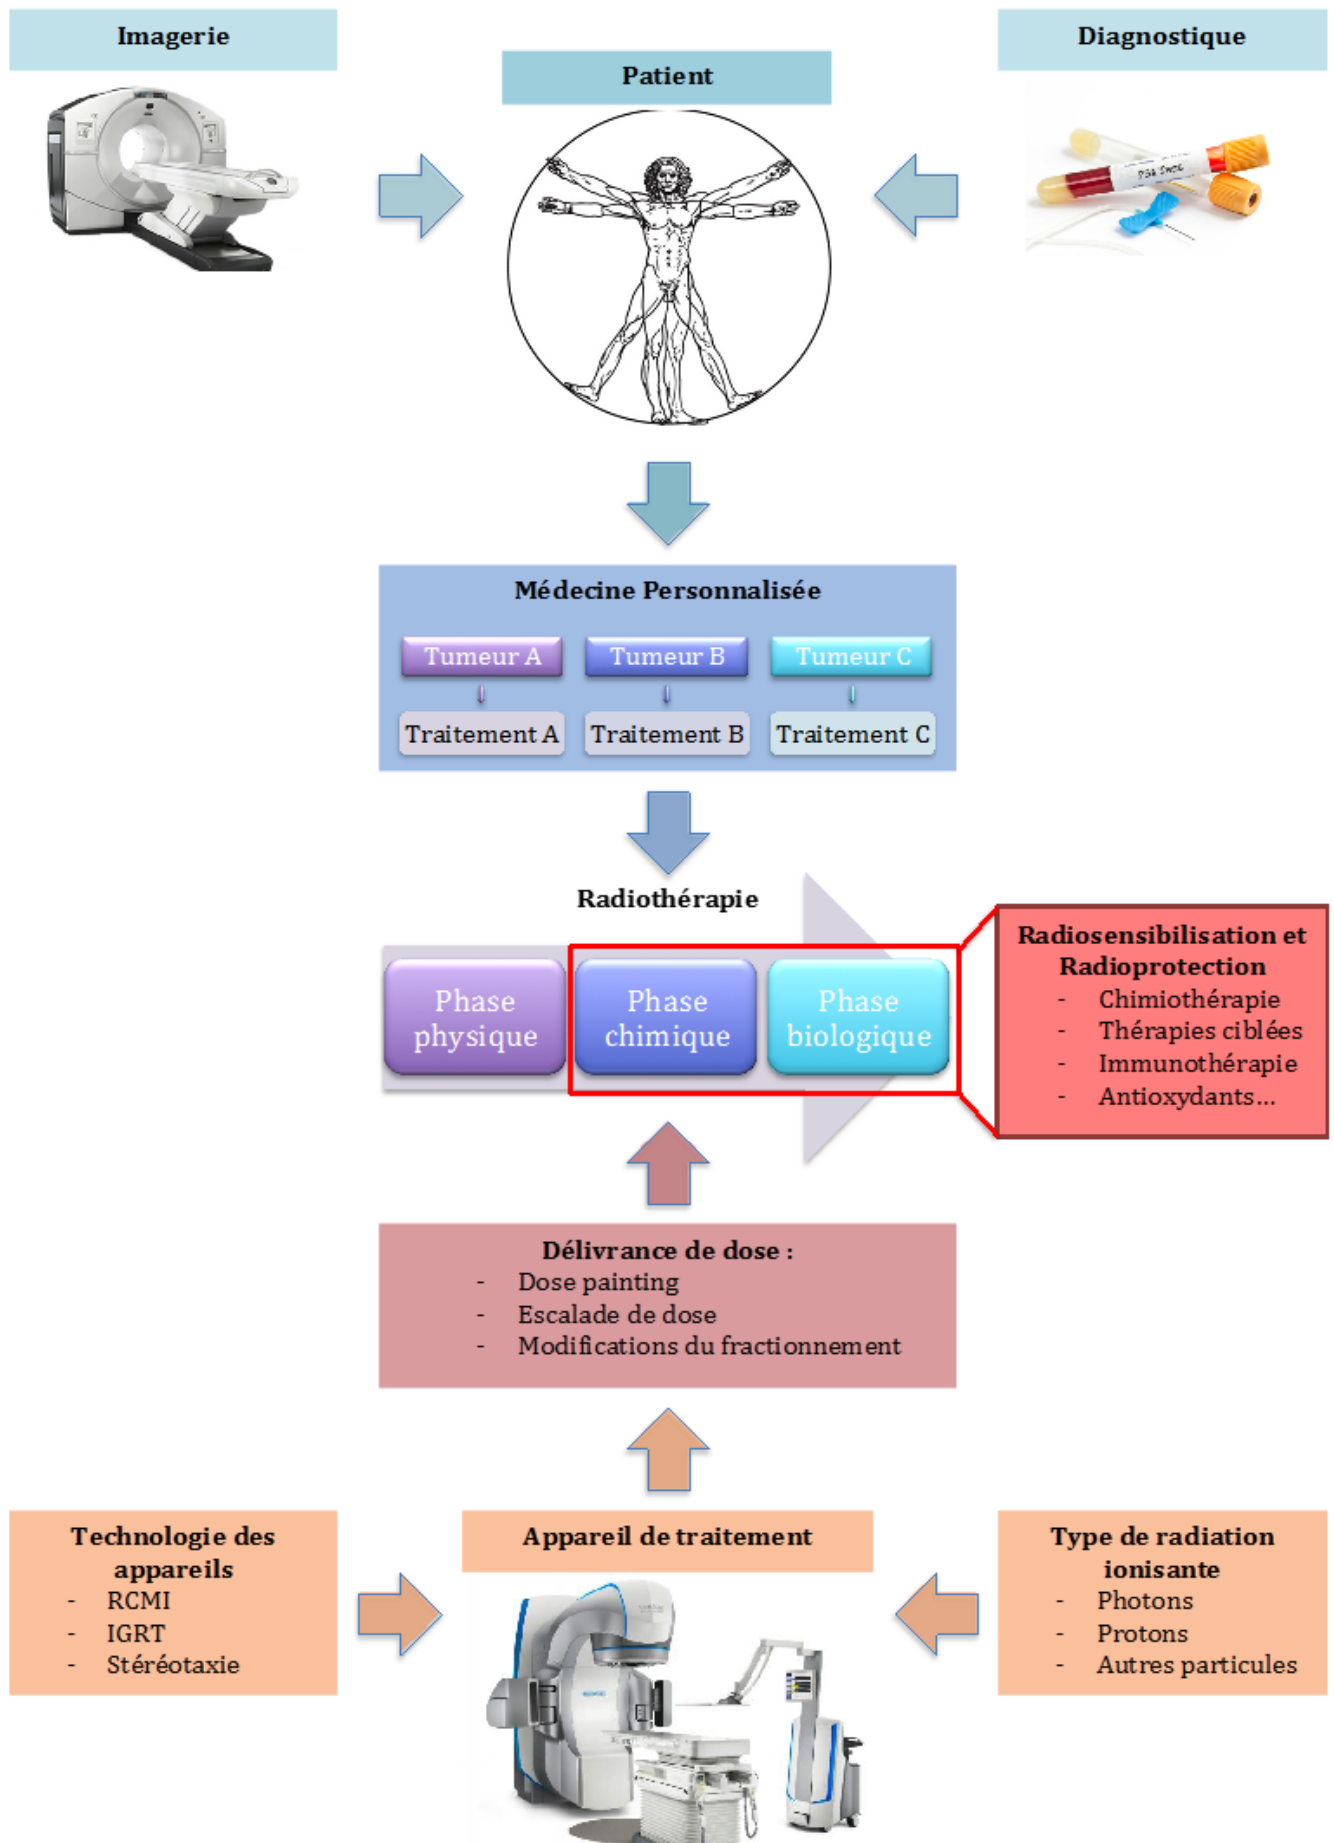 Imagerie
Patient
Diagnostique
Médecine Personnalisée
Tumeur A
Tumeur B
Tumeur C
Traitement A
Traitement B
Traitement C
Radiothérapie
Phase
physique
Phase
chimique
Phase
biologique
Radiosensibilisation et
Radioprotection
- Chimiothérapie
- Thérapies ciblées
- Immunothérapie
- Antioxydants...
Délivrance de dose :
- Dose painting
- Escalade de dose
- Modifications du fractionnement
Technologie des
appareils
- RCMI
- IGRT
- Stéréotaxie
Appareil de traitement
Type de radiation
ionisante
- Photons
- Protons
- Autres particules